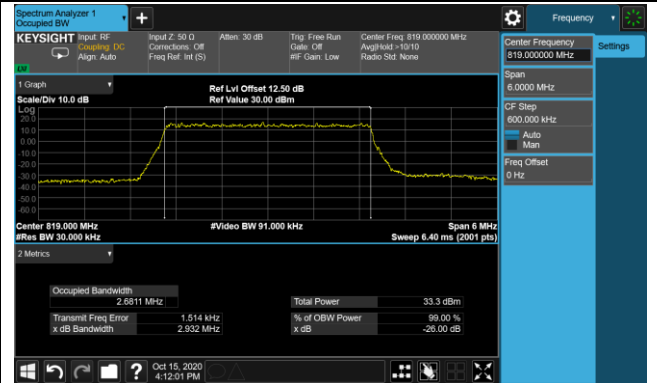 Spectrum Analyzer 1
Occupied BW
Frequency
KEYSIGHT
Input: RF
Coupling: DC
Align: Auto
Input Z: 50 Ω
Corrections: Off
Freq Ref: Int (S)
Atten: 30 dB
Trig: Free Run
Gate: Off
#IF Gain: Low
Center Freq: 819.000000 MHz
Avg|Hold:>10/10
Radio Std: None
Center Frequency
819.000000 MHz
Settings
Span
6.0000 MHz
CF Step
600.000 kHz
Auto
Man
Freq Offset
0 Hz
1 Graph
Scale/Div 10.0 dB
Ref Lvl Offset 12.50 dB
Ref Value 30.00 dBm
Log
20.0
10.0
0.00
-10.0
-20.0
-30.0
-40.0
-50.0
-60.0
Center 819.000 MHz
#Res BW 30.000 kHz
#Video BW 91.000 kHz
Span 6 MHz
Sweep 6.40 ms (2001 pts)
2 Metrics
Occupied Bandwidth
2.6811 MHz
Total Power 33.3 dBm
Transmit Freq Error 1.514 kHz
% of OBW Power 99.00 %
x dB Bandwidth 2.932 MHz
x dB -26.00 dB
Oct 15, 2020
4:12:01 PM